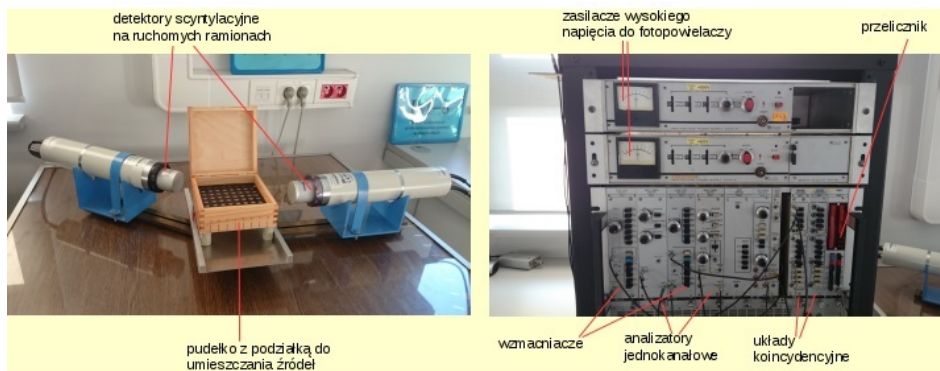 detektory scyntylacyjne
na ruchomych ramionach
pudełko z podziałką do
umieszczania źródeł
zasilacze wysokiego
napięcia do fotopowielaczy
przelicznik
wzmacniacze
analizatory
jednokanałowe
układy
koincydencyjne